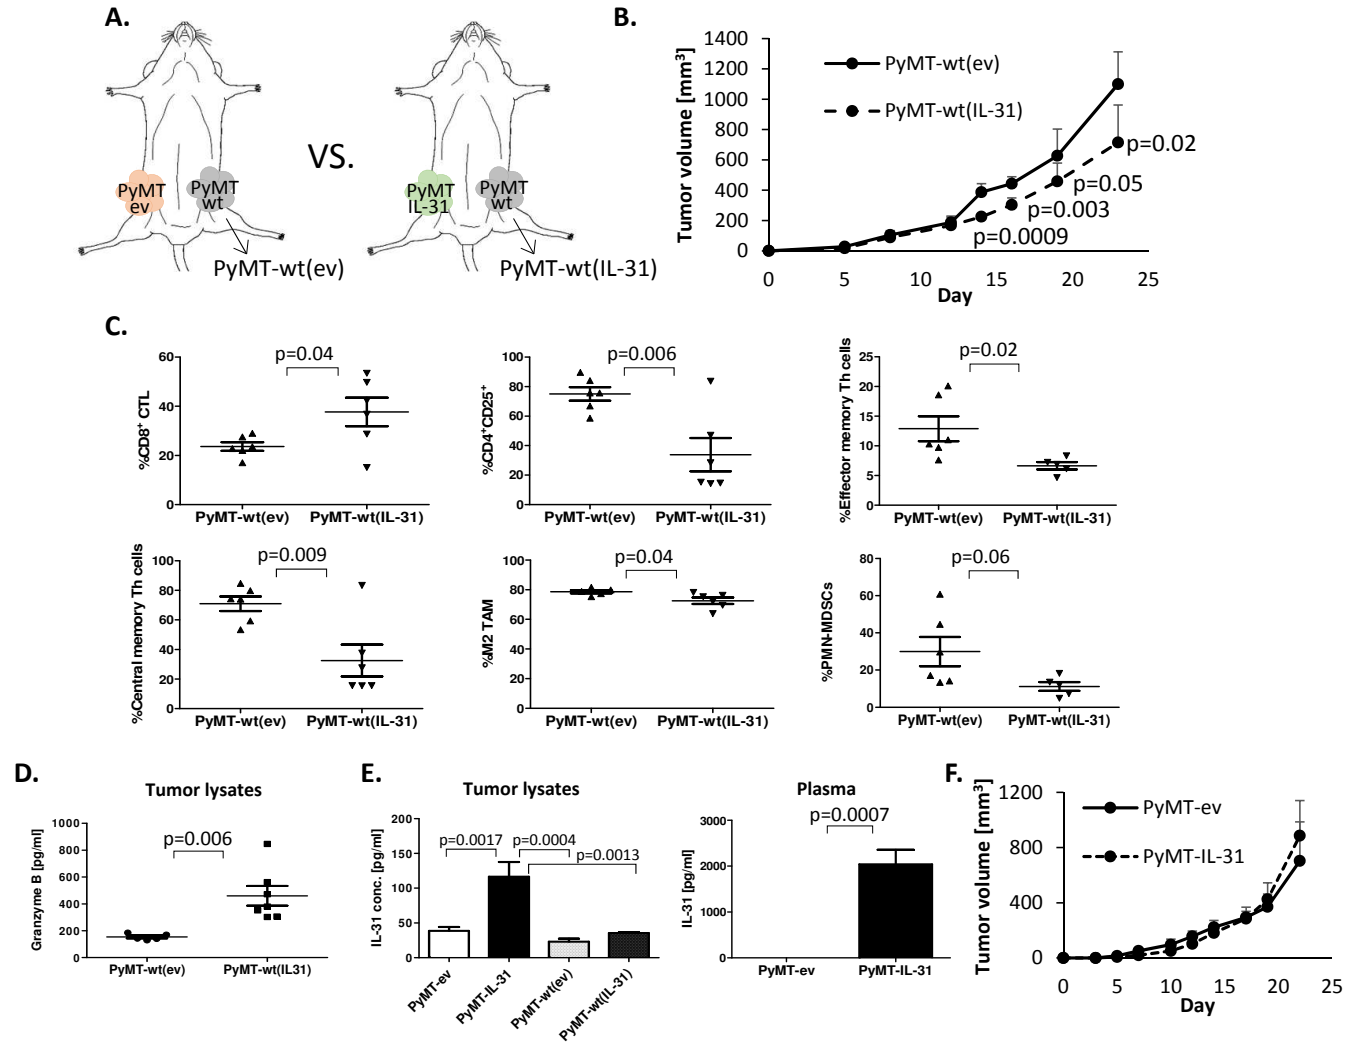 A.
PyMT
ev
PyMT
wt
PyMT-wt(ev)
VS.
PyMT
IL-31
PyMT
wt
PyMT-wt(IL-31)
B.
Tumor volume [mm³]
1400
1200
1000
800
600
400
200
0
PyMT-wt(ev)
PyMT-wt(IL-31)
p=0.02
p=0.05
p=0.003
p=0.0009
0 5 10 15 20 25
Day
C.
%CD8⁺ CTL
60
40
20
0
p=0.04
PyMT-wt(ev) PyMT-wt(IL-31)
%CD4⁺CD25⁺
100
80
60
40
20
0
p=0.006
PyMT-wt(ev) PyMT-wt(IL-31)
%Effector memory Th cells
25
20
15
10
5
0
p=0.02
PyMT-wt(ev) PyMT-wt(IL-31)
%Central memory Th cells
100
80
60
40
20
0
p=0.009
PyMT-wt(ev) PyMT-wt(IL-31)
%M2 TAM
100
80
60
40
20
0
p=0.04
PyMT-wt(ev) PyMT-wt(IL-31)
%PMN-MDSCs
80
60
40
20
0
p=0.06
PyMT-wt(ev) PyMT-wt(IL-31)
D.
Tumor lysates
Granzyme B [pg/ml]
1000
800
600
400
200
0
p=0.006
PyMT-wt(ev) PyMT-wt(IL31)
E.
Tumor lysates
IL-31 conc. [pg/ml]
200
150
100
50
0
p=0.0017
p=0.0004
p=0.0013
PyMT-ev
PyMT-IL-31
PyMT-wt(ev)
PyMT-wt(IL-31)
Plasma
IL-31 [pg/ml]
3000
2000
1000
0
p=0.0007
PyMT-ev PyMT-IL-31
F.
Tumor volume [mm³]
1200
800
400
0
PyMT-ev
PyMT-IL-31
0 5 10 15 20 25
Day